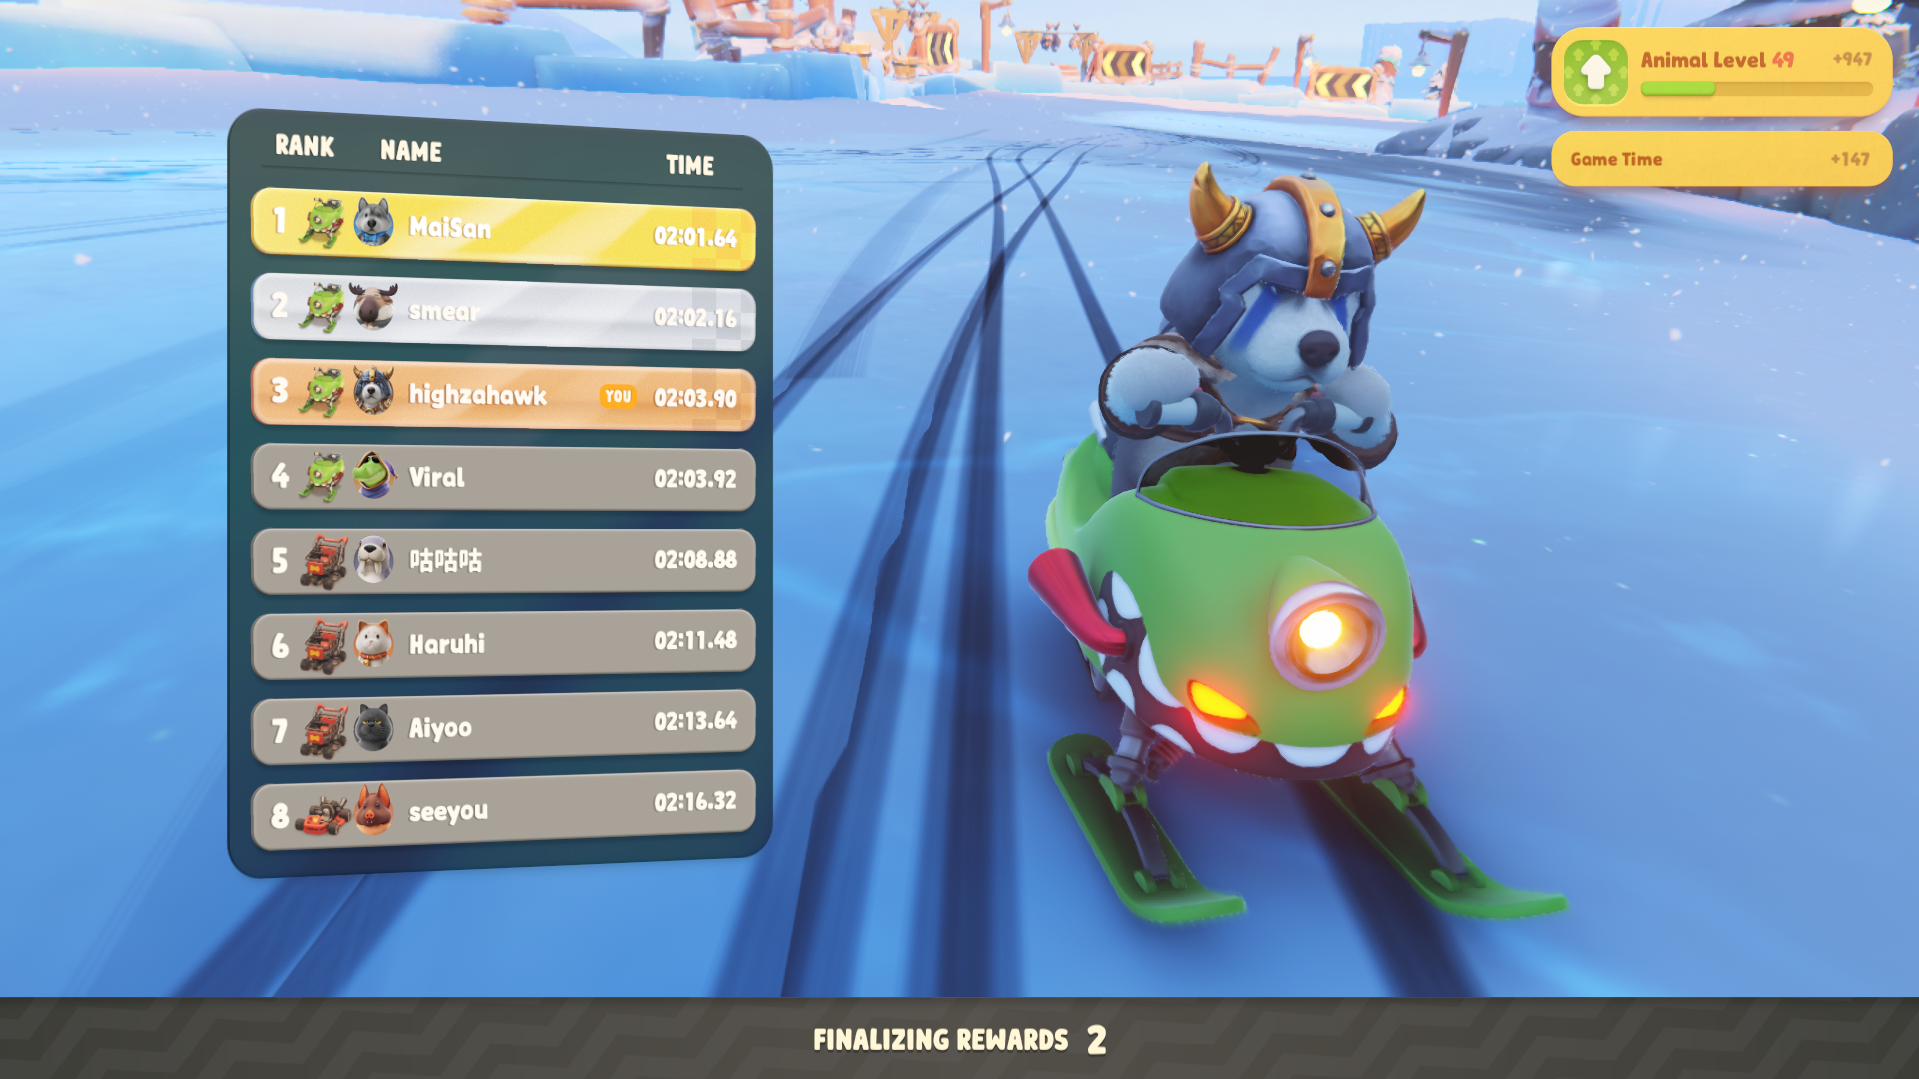 RANK NAME TIME
1 MaiSan 02:01.64
2 smear 02:02.16
3 highzahawk YOU 02:03.90
4 Viral 02:03.92
5 咕咕咕 02:08.88
6 Haruhi 02:11.48
7 Aiyoo 02:13.64
8 seeyou 02:16.32
Animal Level 49 +947
Game Time +147
FINALIZING REWARDS 2